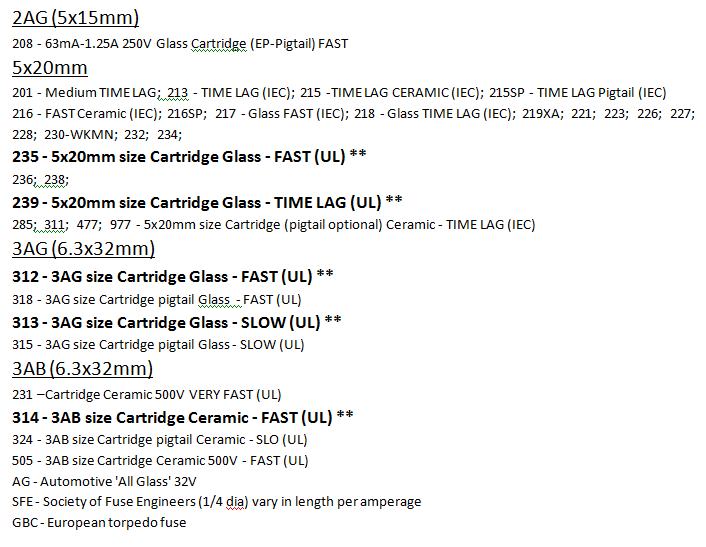 2AG (5x15mm)
208 - 63mA-1.25A 250V Glass Cartridge (EP-Pigtail) FAST
5x20mm
201 - Medium TIME LAG; 213 - TIME LAG (IEC); 215 -TIME LAG CERAMIC (IEC); 215SP - TIME LAG Pigtail (IEC)
216 - FAST Ceramic (IEC); 216SP; 217 - Glass FAST (IEC); 218 - Glass TIME LAG (IEC); 219XA; 221; 223; 226; 227;
228; 230-WKMN; 232; 234;
235 - 5x20mm size Cartridge Glass - FAST (UL) **
236; 238;
239 - 5x20mm size Cartridge Glass - TIME LAG (UL) **
285; 311; 477; 977 - 5x20mm size Cartridge (pigtail optional) Ceramic - TIME LAG (IEC)
3AG (6.3x32mm)
312 - 3AG size Cartridge Glass - FAST (UL) **
318 - 3AG size Cartridge pigtail Glass - FAST (UL)
313 - 3AG size Cartridge Glass - SLOW (UL) **
315 - 3AG size Cartridge pigtail Glass - SLOW (UL)
3AB (6.3x32mm)
231 –Cartridge Ceramic 500V VERY FAST (UL)
314 - 3AB size Cartridge Ceramic - FAST (UL) **
324 - 3AB size Cartridge pigtail Ceramic - SLO (UL)
505 - 3AB size Cartridge Ceramic 500V - FAST (UL)
AG - Automotive 'All Glass' 32V
SFE - Society of Fuse Engineers (1/4 dia) vary in length per amperage
GBC - European torpedo fuse